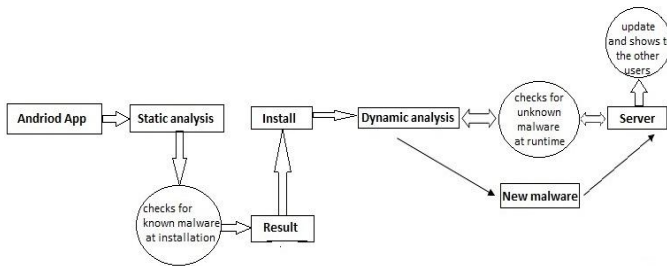 Andriod App
Static analysis
checks for
known malware
at installation
Result
Install
Dynamic analysis
checks for
unknown
malware
at runtime
New malware
Server
update
and shows t
the other
users